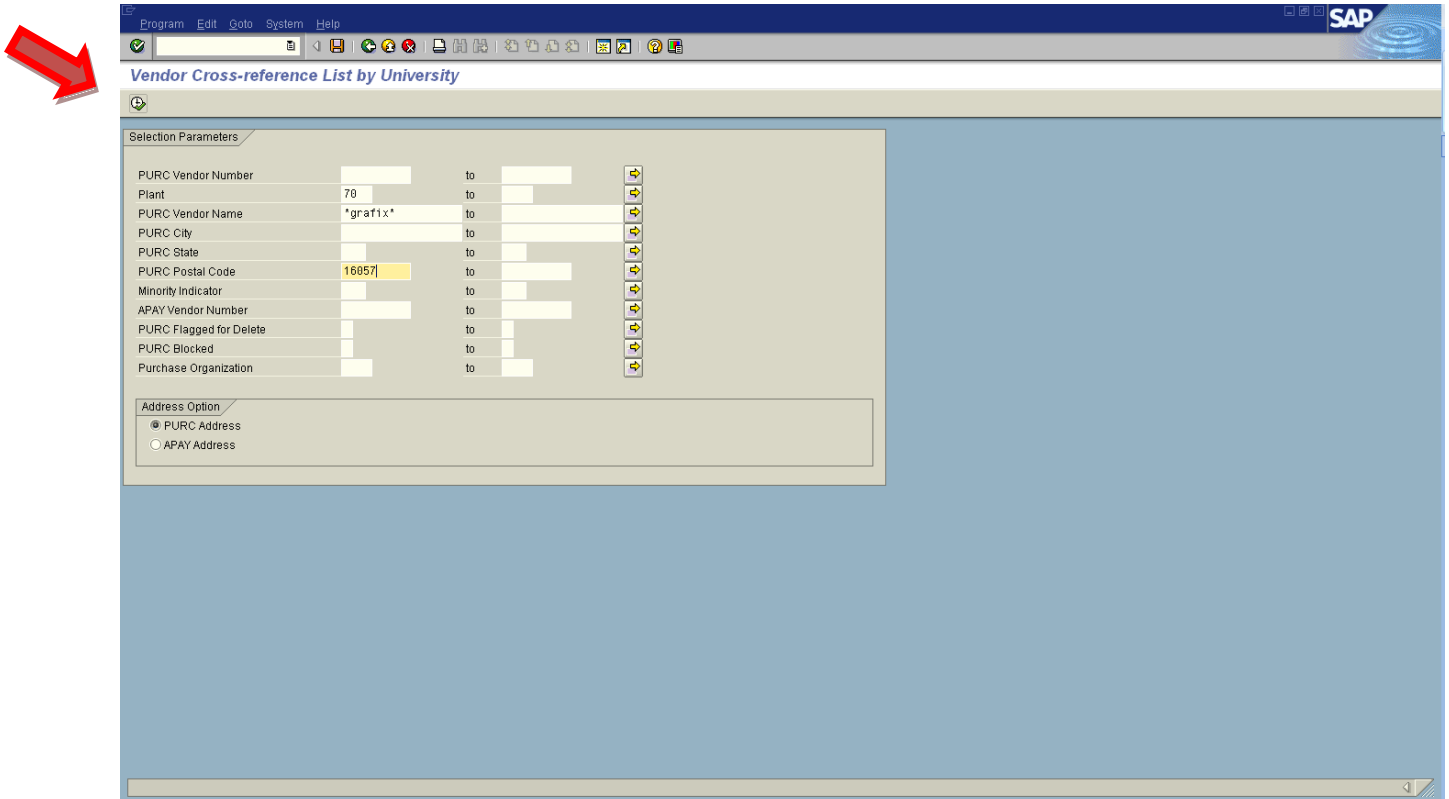 Program Edit Goto System Help
SAP
Vendor Cross-reference List by University
Selection Parameters
PURC Vendor Number to
Plant 70 to
PURC Vendor Name *grafix* to
PURC City to
PURC State to
PURC Postal Code 16057 to
Minority Indicator to
APAY Vendor Number to
PURC Flagged for Delete to
PURC Blocked to
Purchase Organization to
Address Option
PURC Address
APAY Address